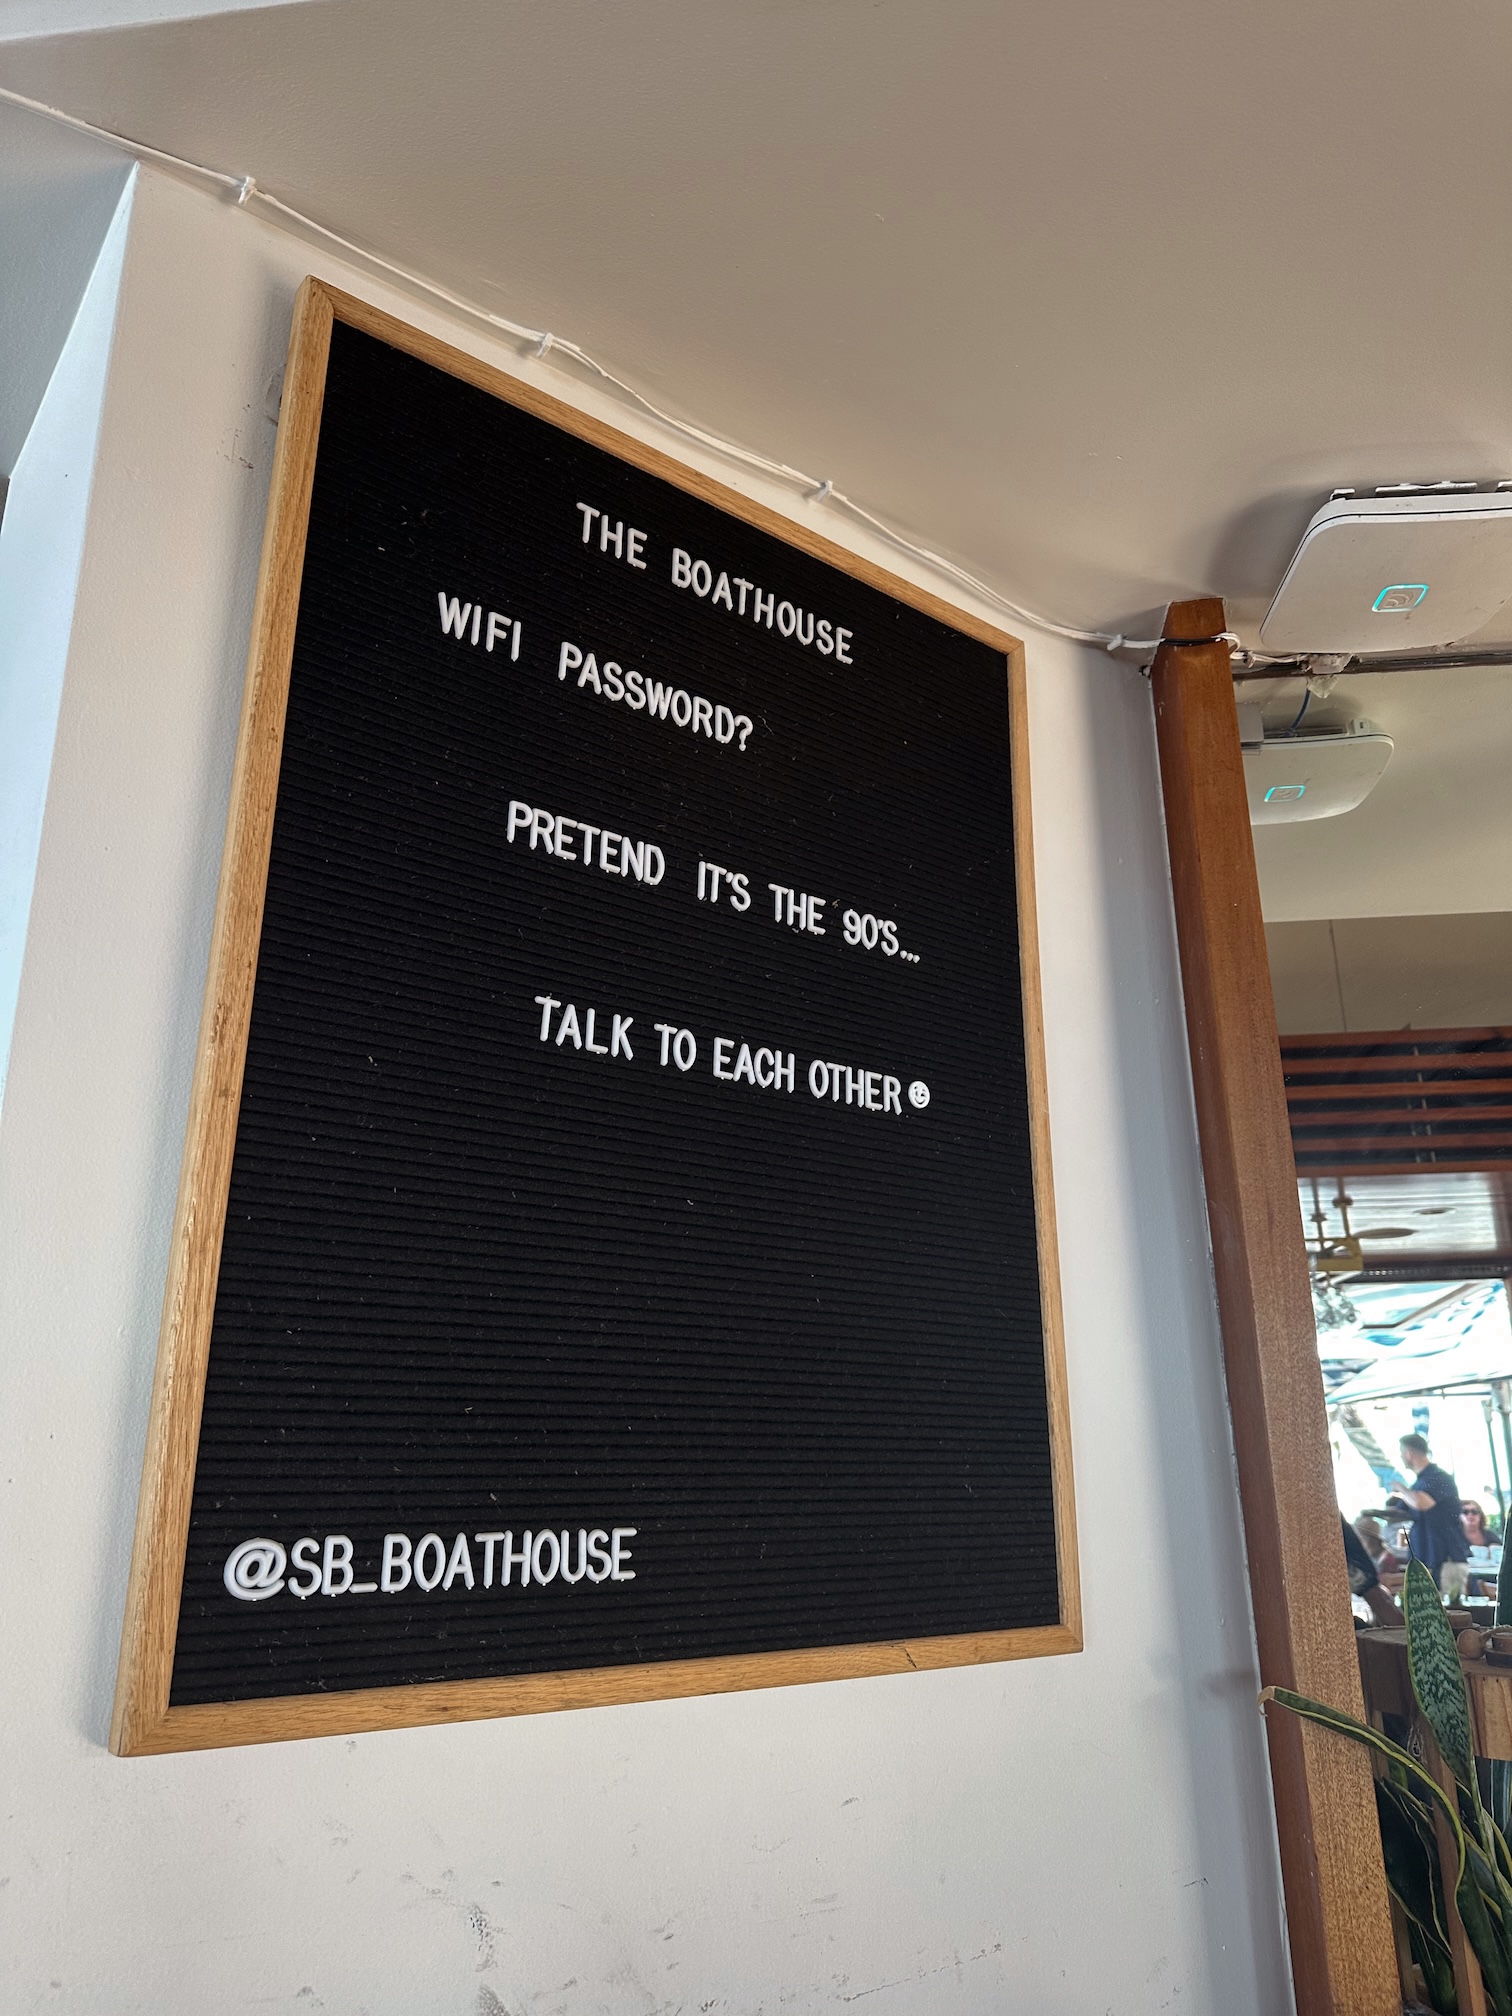 THE BOATHOUSE
WIFI PASSWORD?
PRETEND IT'S THE 90'S...
TALK TO EACH OTHER☺
@SB_BOATHOUSE